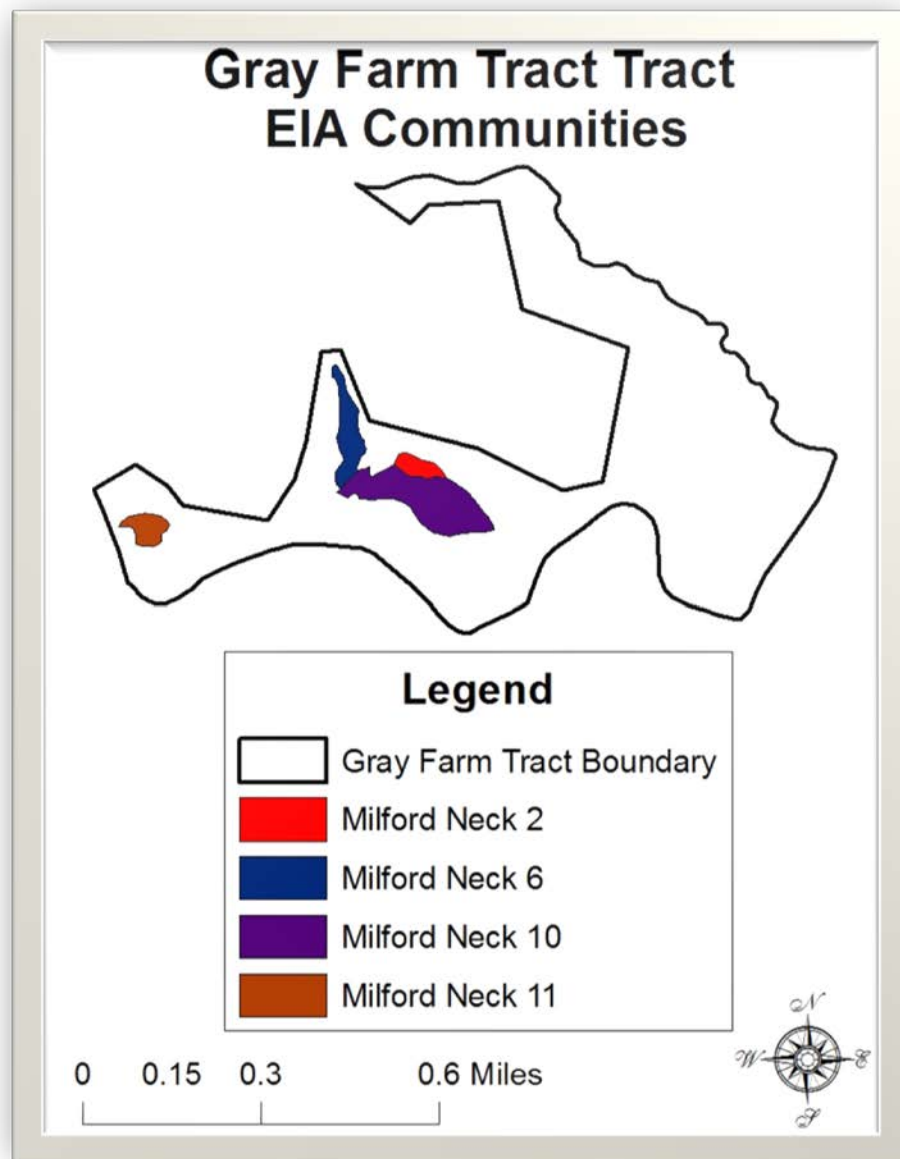 Gray Farm Tract Tract
EIA Communities
Legend
Gray Farm Tract Boundary
Milford Neck 2
Milford Neck 6
Milford Neck 10
Milford Neck 11
0 0.15 0.3 0.6 Miles
N
W E
S